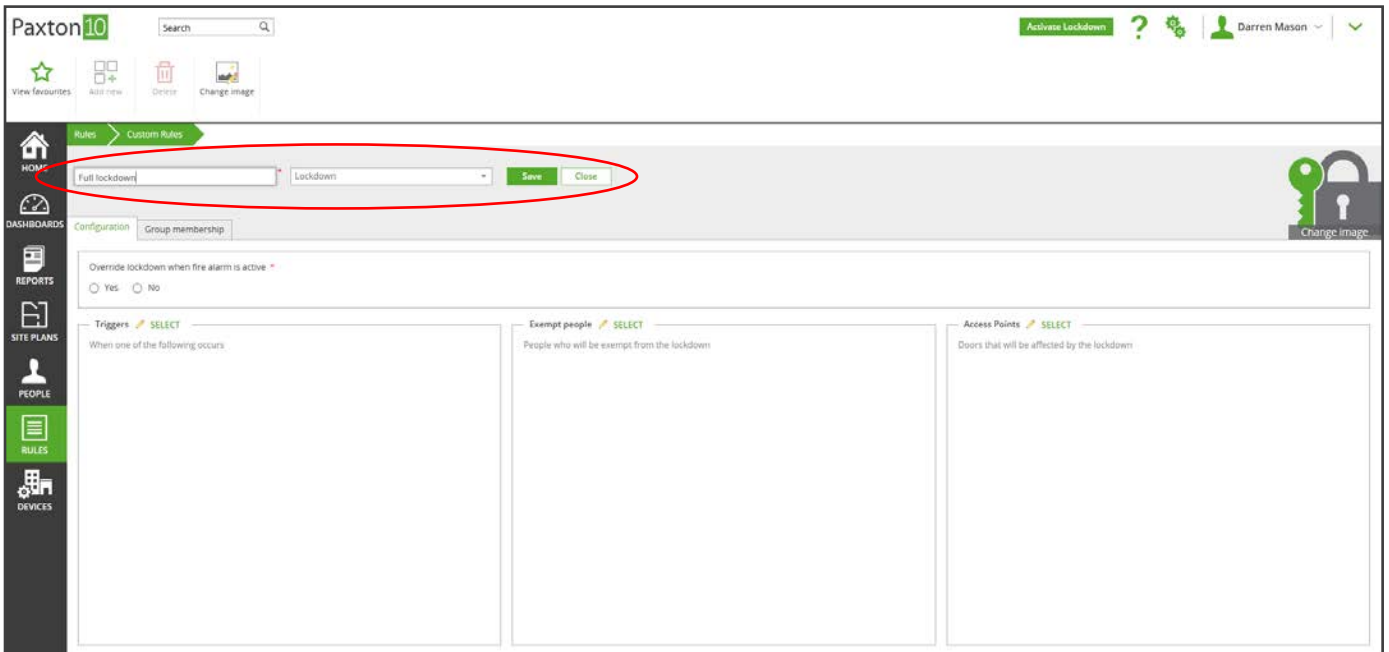 Paxton 10
Search
Activate Lockdown
?
Darren Mason
View favourites
Add new
Delete
Change image
Rules
Custom Rules
HOME
Full lockdown
*
Lockdown
Save
Close
DASHBOARDS
Configuration
Group membership
Change image
REPORTS
Override lockdown when fire alarm is active *
Yes
No
SITE PLANS
Triggers SELECT
Exempt people SELECT
Access Points SELECT
When one of the following occurs
People who will be exempt from the lockdown
Doors that will be affected by the lockdown
PEOPLE
RULES
DEVICES